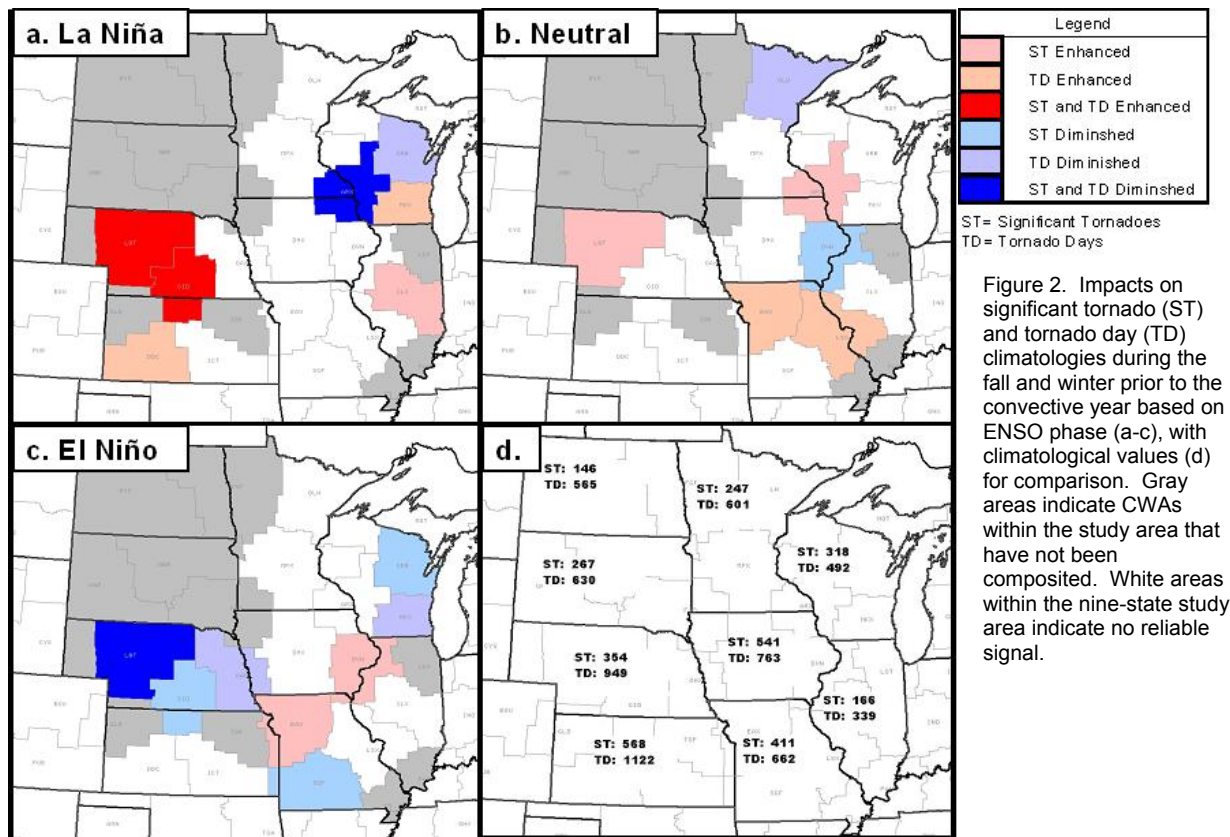 a. La Niña
b. Neutral
Legend
ST Enhanced
TD Enhanced
ST and TD Enhanced
ST Diminshed
TD Diminished
ST and TD Diminshed
ST= Significant Tornadoes
TD= Tornado Days
Figure 2. Impacts on
significant tornado (ST)
and tornado day (TD)
climatologies during the
fall and winter prior to the
convective year based on
ENSO phase (a-c), with
climatological values (d)
for comparison. Gray
areas indicate CWAs
within the study area that
have not been
composited. White areas
within the nine-state study
area indicate no reliable
signal.
c. El Niño
d.
ST: 146
TD: 565
ST: 247
TD: 601
ST: 318
TD: 492
ST: 267
TD: 630
ST: 541
TD: 763
ST: 354
TD: 949
ST: 166
TD: 339
ST: 568
TD: 1122
ST: 411
TD: 662